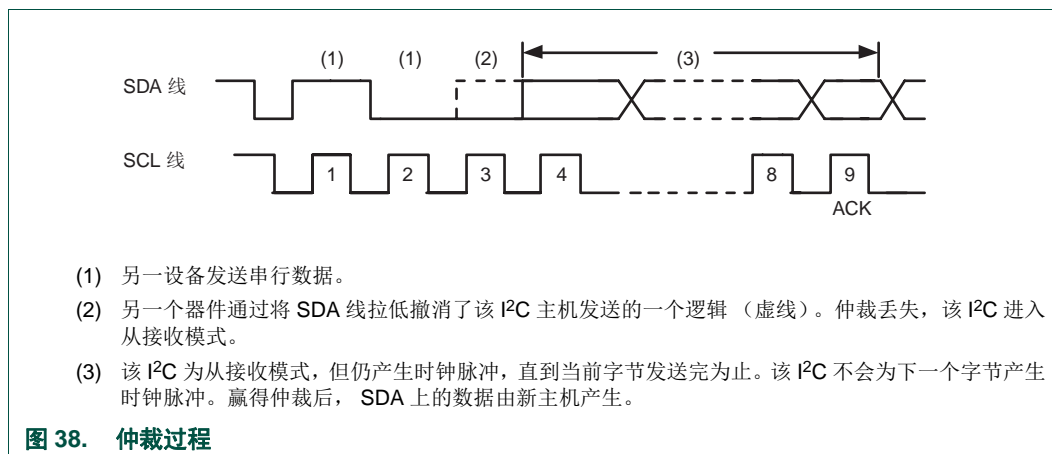 (1) (1) (2) (3)
SDA 线
SCL 线
1 2 3 4 8 9
ACK
(1) 另一设备发送串行数据。
(2) 另一个器件通过将 SDA 线拉低撤消了该 I2C 主机发送的一个逻辑 （虚线）。仲裁丢失，该 I2C 进入
从接收模式。
(3) 该 I2C 为从接收模式，但仍产生时钟脉冲，直到当前字节发送完为止。该 I2C 不会为下一个字节产生
时钟脉冲。赢得仲裁后， SDA 上的数据由新主机产生。
图 38. 仲裁过程